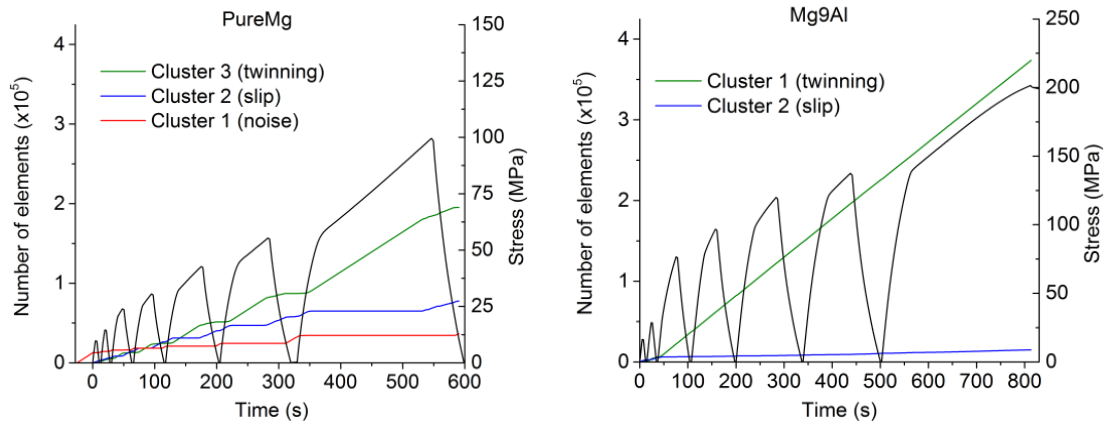 PureMg
4
3
2
1
0
Number of elements (x10⁵)
Cluster 3 (twinning)
Cluster 2 (slip)
Cluster 1 (noise)
150
125
100
75
50
25
0
Stress (MPa)
0 100 200 300 400 500 600
Time (s)
Mg9Al
4
3
2
1
0
Number of elements (x10⁵)
Cluster 1 (twinning)
Cluster 2 (slip)
250
200
150
100
50
0
Stress (MPa)
0 100 200 300 400 500 600 700 800
Time (s)